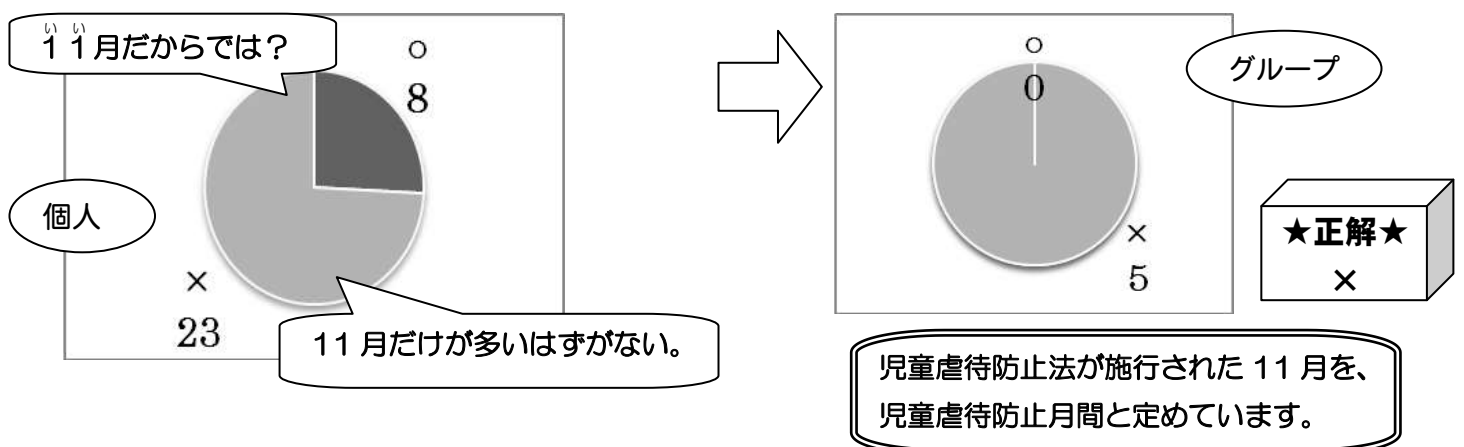 11月だからでは?
いい
○
8
個人
×
23
11月だけが多いはずがない。
○
0
グループ
×
5
★正解★
×
児童虐待防止法が施行された11月を、
児童虐待防止月間と定めています。